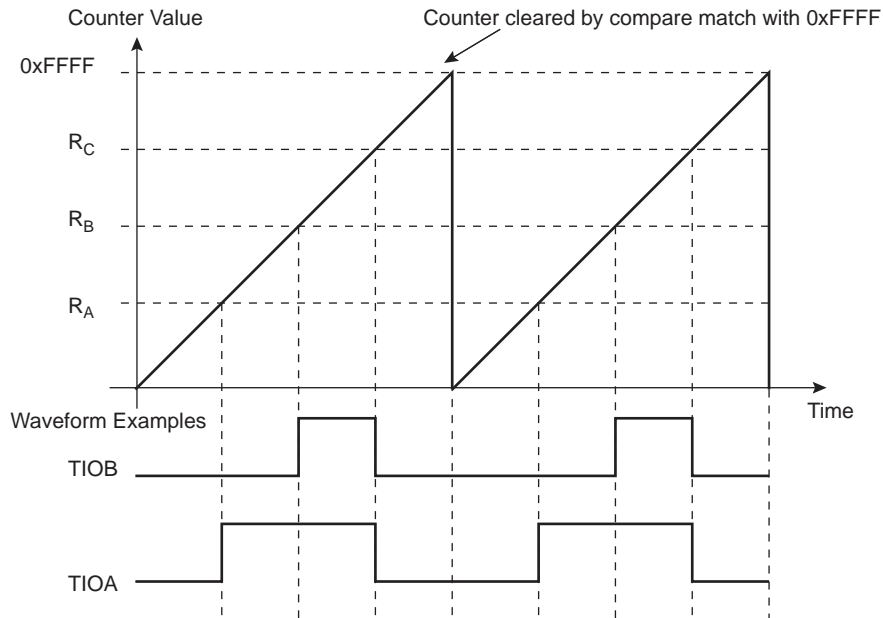 Counter Value
Counter cleared by compare match with 0xFFFF
0xFFFF
RC
RB
RA
Time
Waveform Examples
TIOB
TIOA